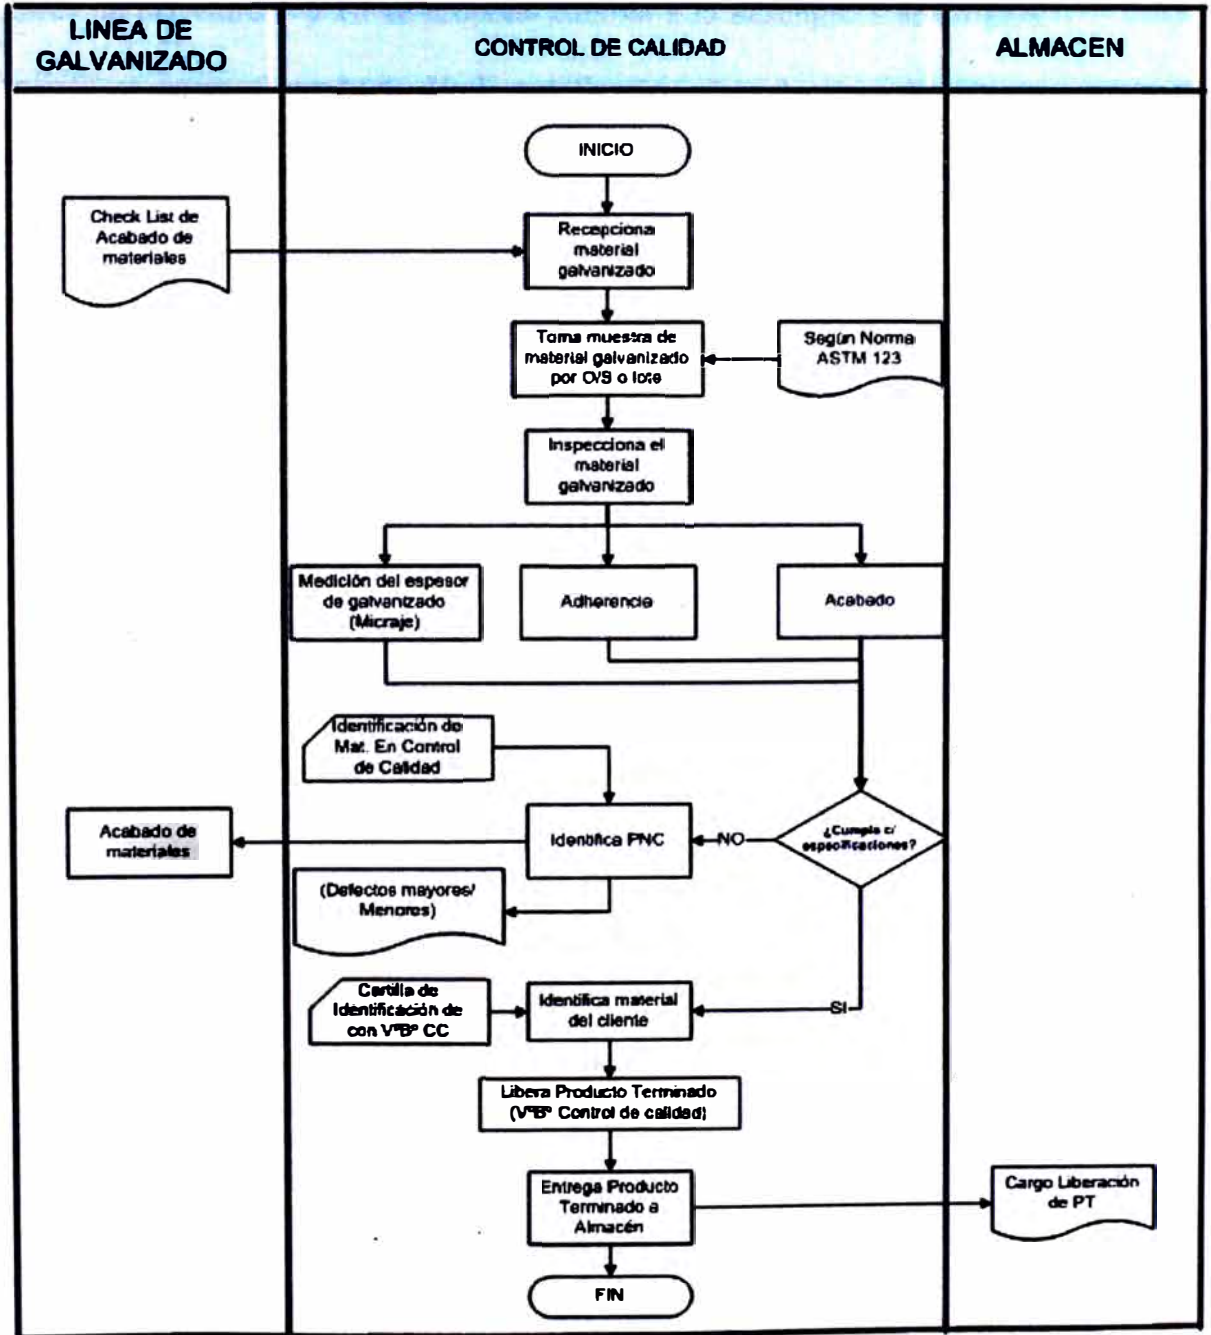 LINEA DE
GALVANIZADO
CONTROL DE CALIDAD
ALMACEN
INICIO
Check List de
Acabado de
materiales
Recepciona
material
galvanizado
Toma muestra de
material galvanizado
por O/S o lote
Según Norma
ASTM 123
Inspecciona el
material
galvanizado
Medición del espesor
de galvanizado
(Micraje)
Adherencia
Acabado
Identificación de
Mat. En Control
de Calidad
Acabado de
materiales
Identifica PNC
NO
¿Cumple c/
especificaciones?
(Defectos mayores/
Menores)
Cartilla de
Identificación de
con VºBº CC
Identifica material
del cliente
SI
Libera Producto Terminado
(VºBº Control de calidad)
Entrega Producto
Terminado a
Almacén
Cargo Liberación
de PT
FIN